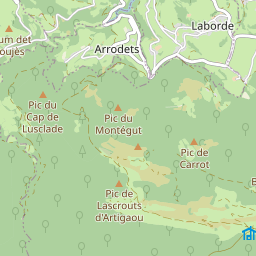 Laborde
um det
oujés
Arrodets
Pic du
Cap de
Lusclade
Pic du
Montégut
Pic de
Carrot
Pic de
Lascrouts
d'Artigaou
B